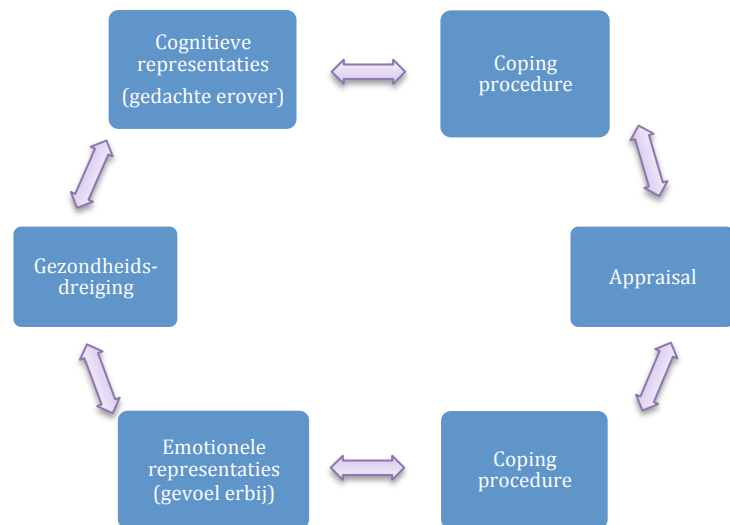 Cognitieve
representaties
(gedachte erover)
Coping
procedure
Gezondheids-
dreiging
Appraisal
Emotionele
representaties
(gevoel erbij)
Coping
procedure